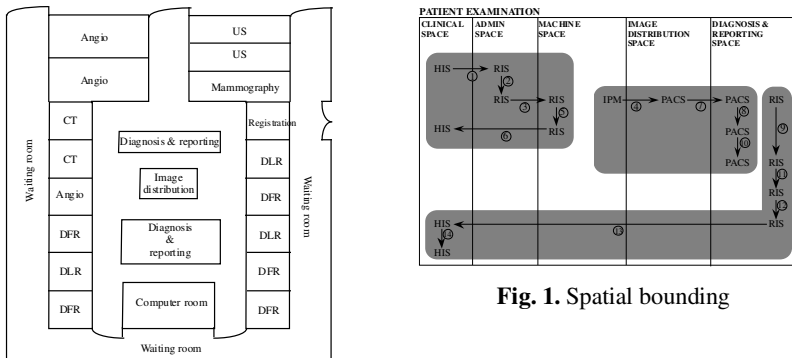 Angio
Angio
US
US
Mammography
CT
CT
Angio
DFR
DLR
DFR
Registration
DLR
DFR
DLR
DFR
DFR
Diagnosis & reporting
Image
distribution
Diagnosis
&
reporting
Computer room
Waiting room
Waiting room
Waiting room
PATIENT EXAMINATION
CLINICAL SPACE
ADMIN SPACE
MACHINE SPACE
IMAGE DISTRIBUTION SPACE
DIAGNOSIS & REPORTING SPACE
HIS 1 RIS
2
RIS 3 RIS
5
HIS 6 RIS
IPM 4 PACS 7 PACS
8
PACS
10
PACS
RIS
9
RIS
11
RIS
12
HIS 13 RIS
14
HIS
Fig. 1. Spatial bounding